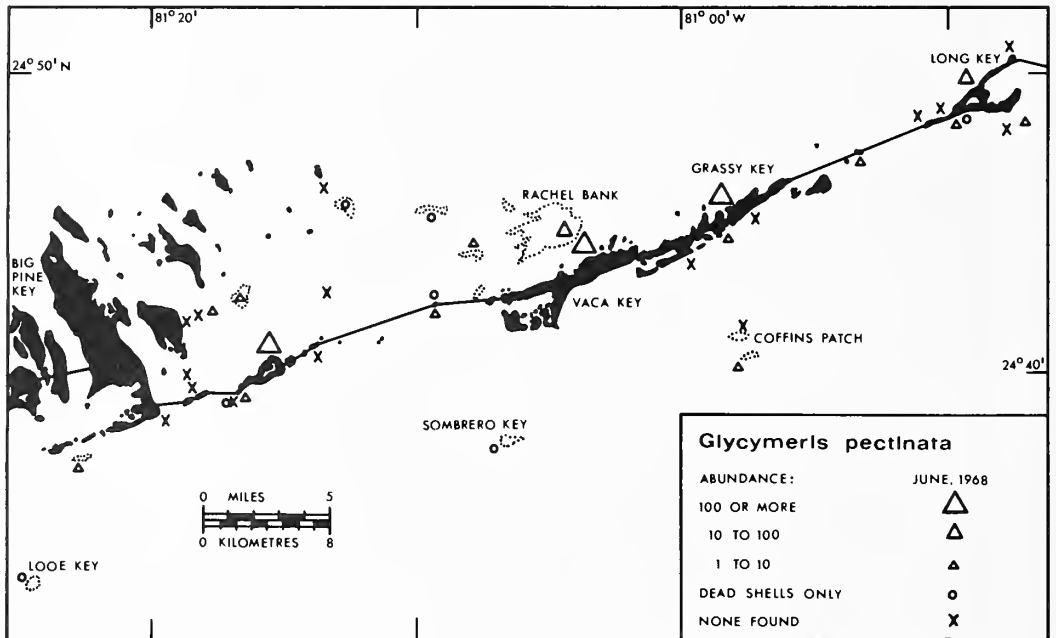 81° 20'
81° 00' W
24° 50' N
LONG KEY
GRASSY KEY
RACHEL BANK
BIG
PINE
KEY
VACA KEY
COFFINS PATCH
24° 40'
SOMBRERO KEY
LOOE KEY
0 MILES 5
0 KILOMETRES 8
Glycymeris pectinata
ABUNDANCE: JUNE, 1968
100 OR MORE
10 TO 100
1 TO 10
DEAD SHELLS ONLY
NONE FOUND